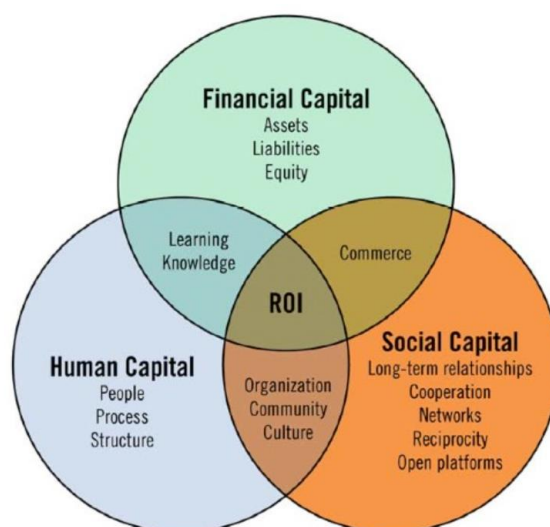 Financial Capital
Assets
Liabilities
Equity
Learning
Knowledge
Commerce
ROI
Human Capital
People
Process
Structure
Organization
Community
Culture
Social Capital
Long-term relationships
Cooperation
Networks
Reciprocity
Open platforms